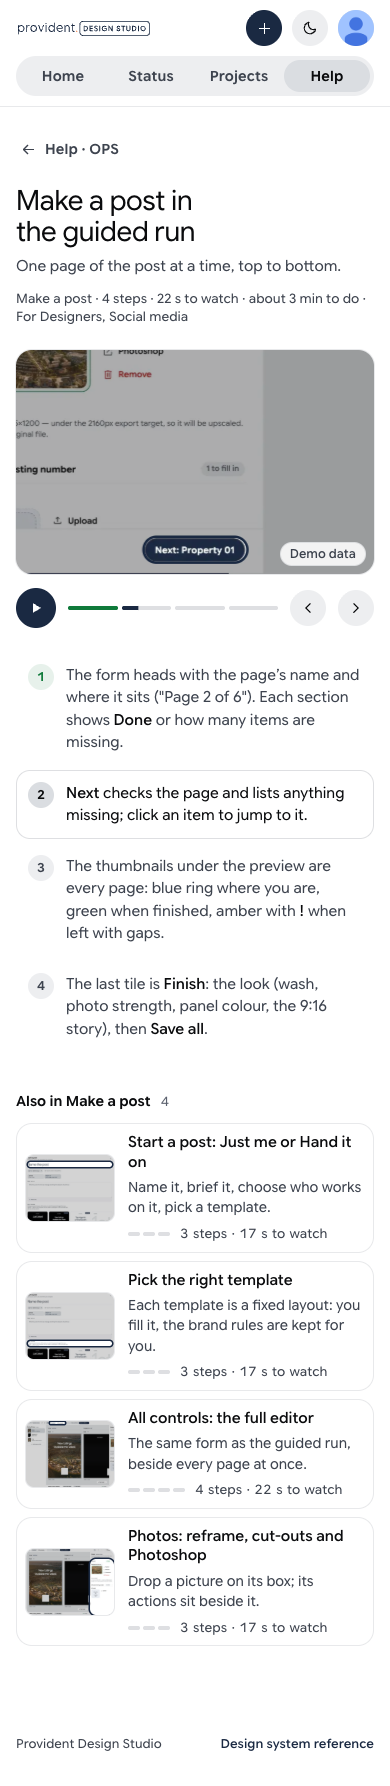 provident. DESIGN STUDIO
Home Status Projects Help
Help · OPS
Make a post in
the guided run
One page of the post at a time, top to bottom.
Make a post · 4 steps · 22 s to watch · about 3 min to do ·
For Designers, Social media
Photoshop
Remove
×1200 — under the 2160px export target, so it will be upscaled.
ginal file.
sting number
1 to fill in
Upload
Next: Property 01
Demo data
1 The form heads with the page's name and
where it sits ("Page 2 of 6"). Each section
shows Done or how many items are
missing.
2 Next checks the page and lists anything
missing; click an item to jump to it.
3 The thumbnails under the preview are
every page: blue ring where you are,
green when finished, amber with ! when
left with gaps.
4 The last tile is Finish: the look (wash,
photo strength, panel colour, the 9:16
story), then Save all.
Also in Make a post 4
Start a post: Just me or Hand it
on
Name it, brief it, choose who works
on it, pick a template.
3 steps · 17 s to watch
Pick the right template
Each template is a fixed layout: you
fill it, the brand rules are kept for
you.
3 steps · 17 s to watch
All controls: the full editor
The same form as the guided run,
beside every page at once.
4 steps · 22 s to watch
Photos: reframe, cut-outs and
Photoshop
Drop a picture on its box; its
actions sit beside it.
3 steps · 17 s to watch
Provident Design Studio
Design system reference